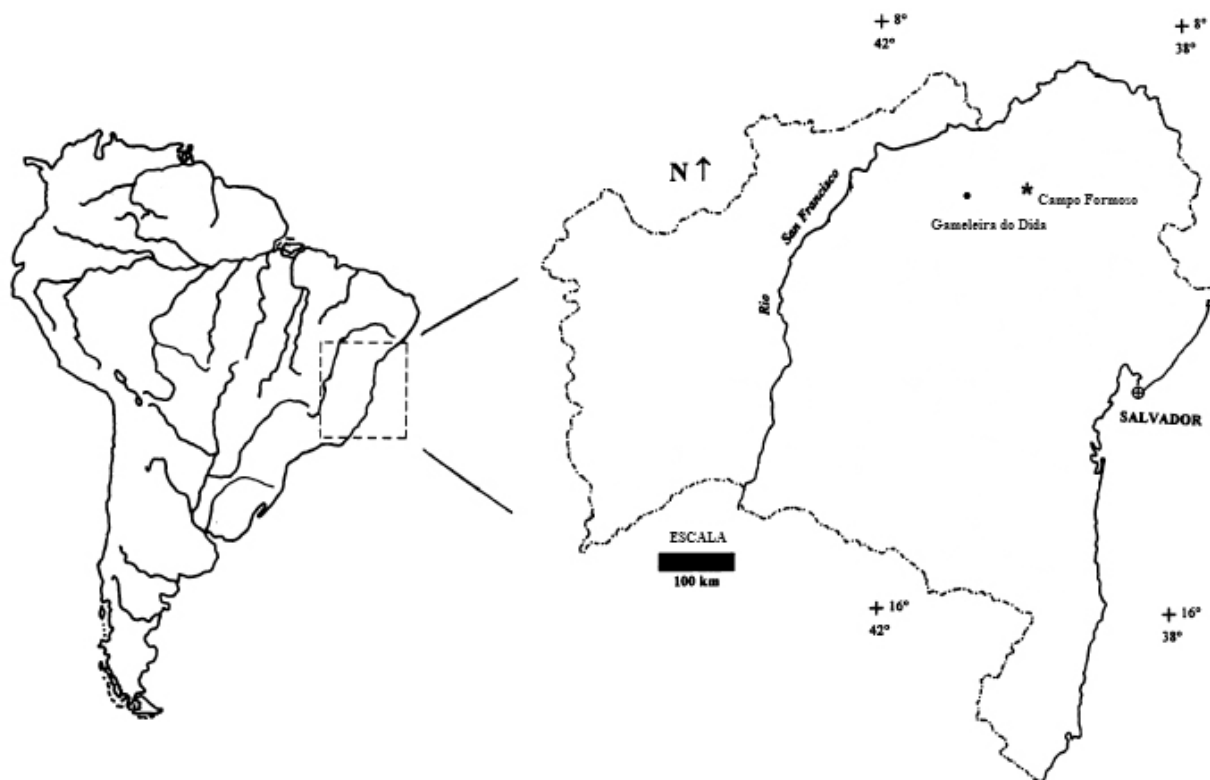 8°
42°
8°
38°
N
San Francisco
Rio
Campo Formoso
Gameleira do Dida
SALVADOR
ESCALA
100 km
16°
42°
16°
38°